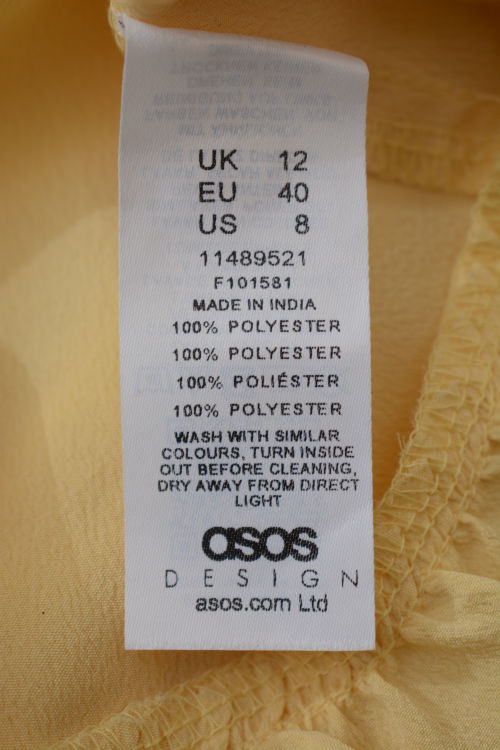 UK 12
EU 40
US 8
11489521
F101581
MADE IN INDIA
100% POLYESTER
100% POLYESTER
100% POLIÉSTER
100% POLYESTER
WASH WITH SIMILAR
COLOURS, TURN INSIDE
OUT BEFORE CLEANING,
DRY AWAY FROM DIRECT
LIGHT
asos
DESIGN
asos.com Ltd